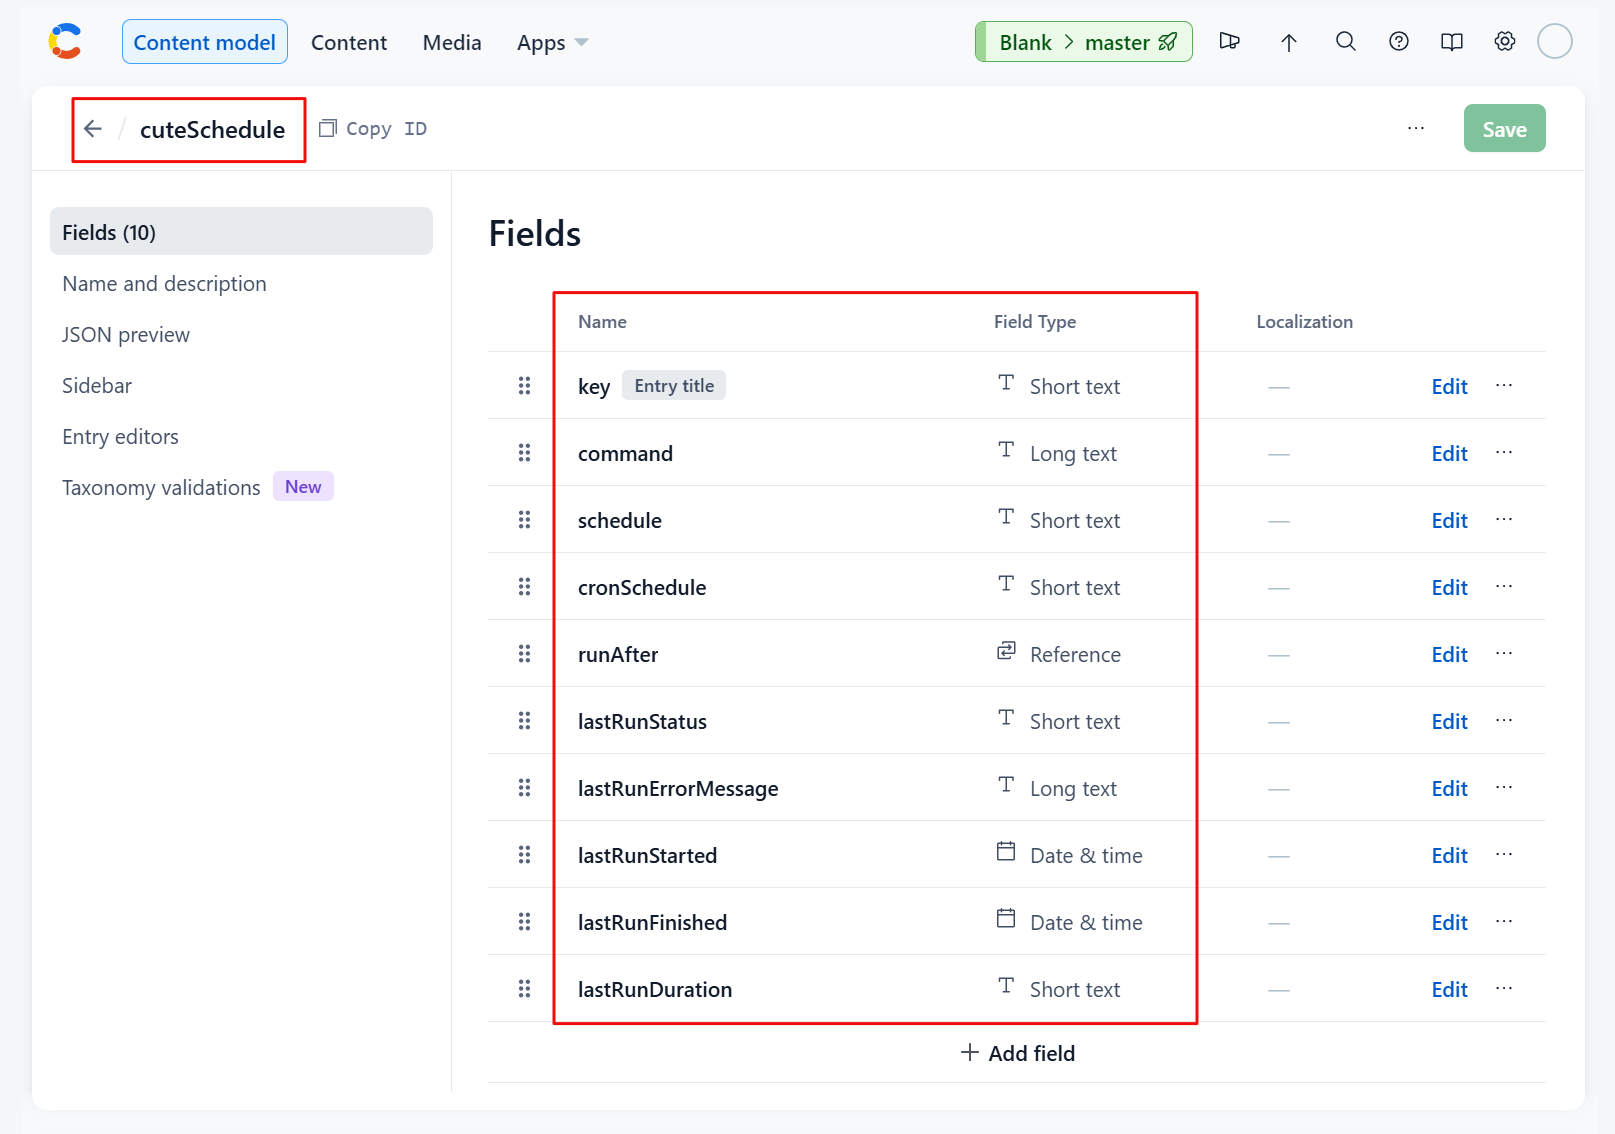 Content model Content Media Apps Blank > master
/ cuteSchedule Copy ID ... Save
Fields (10)
Name and description
JSON preview
Sidebar
Entry editors
Taxonomy validations New
Fields
Name Field Type Localization
key Entry title Short text — Edit ...
command Long text — Edit ...
schedule Short text — Edit ...
cronSchedule Short text — Edit ...
runAfter Reference — Edit ...
lastRunStatus Short text — Edit ...
lastRunErrorMessage Long text — Edit ...
lastRunStarted Date & time — Edit ...
lastRunFinished Date & time — Edit ...
lastRunDuration Short text — Edit ...
+ Add field